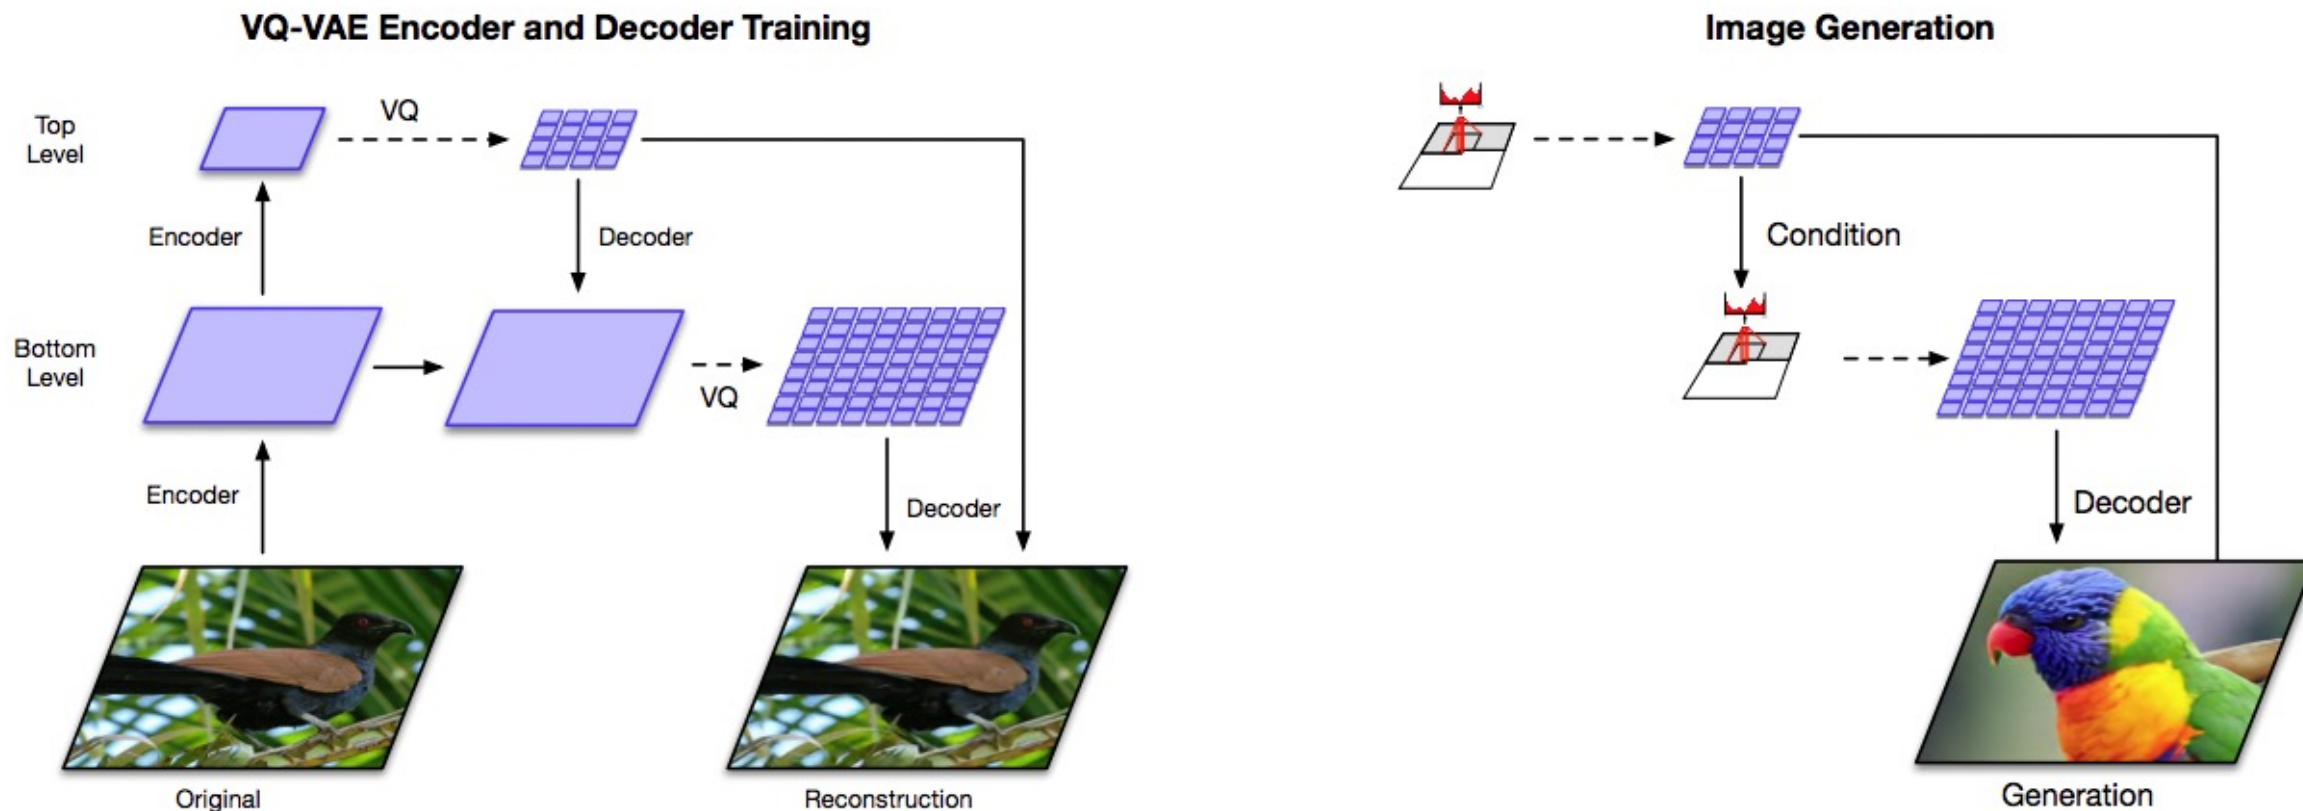 VQ-VAE Encoder and Decoder Training
Top
Level
VQ
Encoder
Decoder
Bottom
Level
VQ
Encoder
Decoder
Original
Reconstruction
Image Generation
Condition
Decoder
Generation